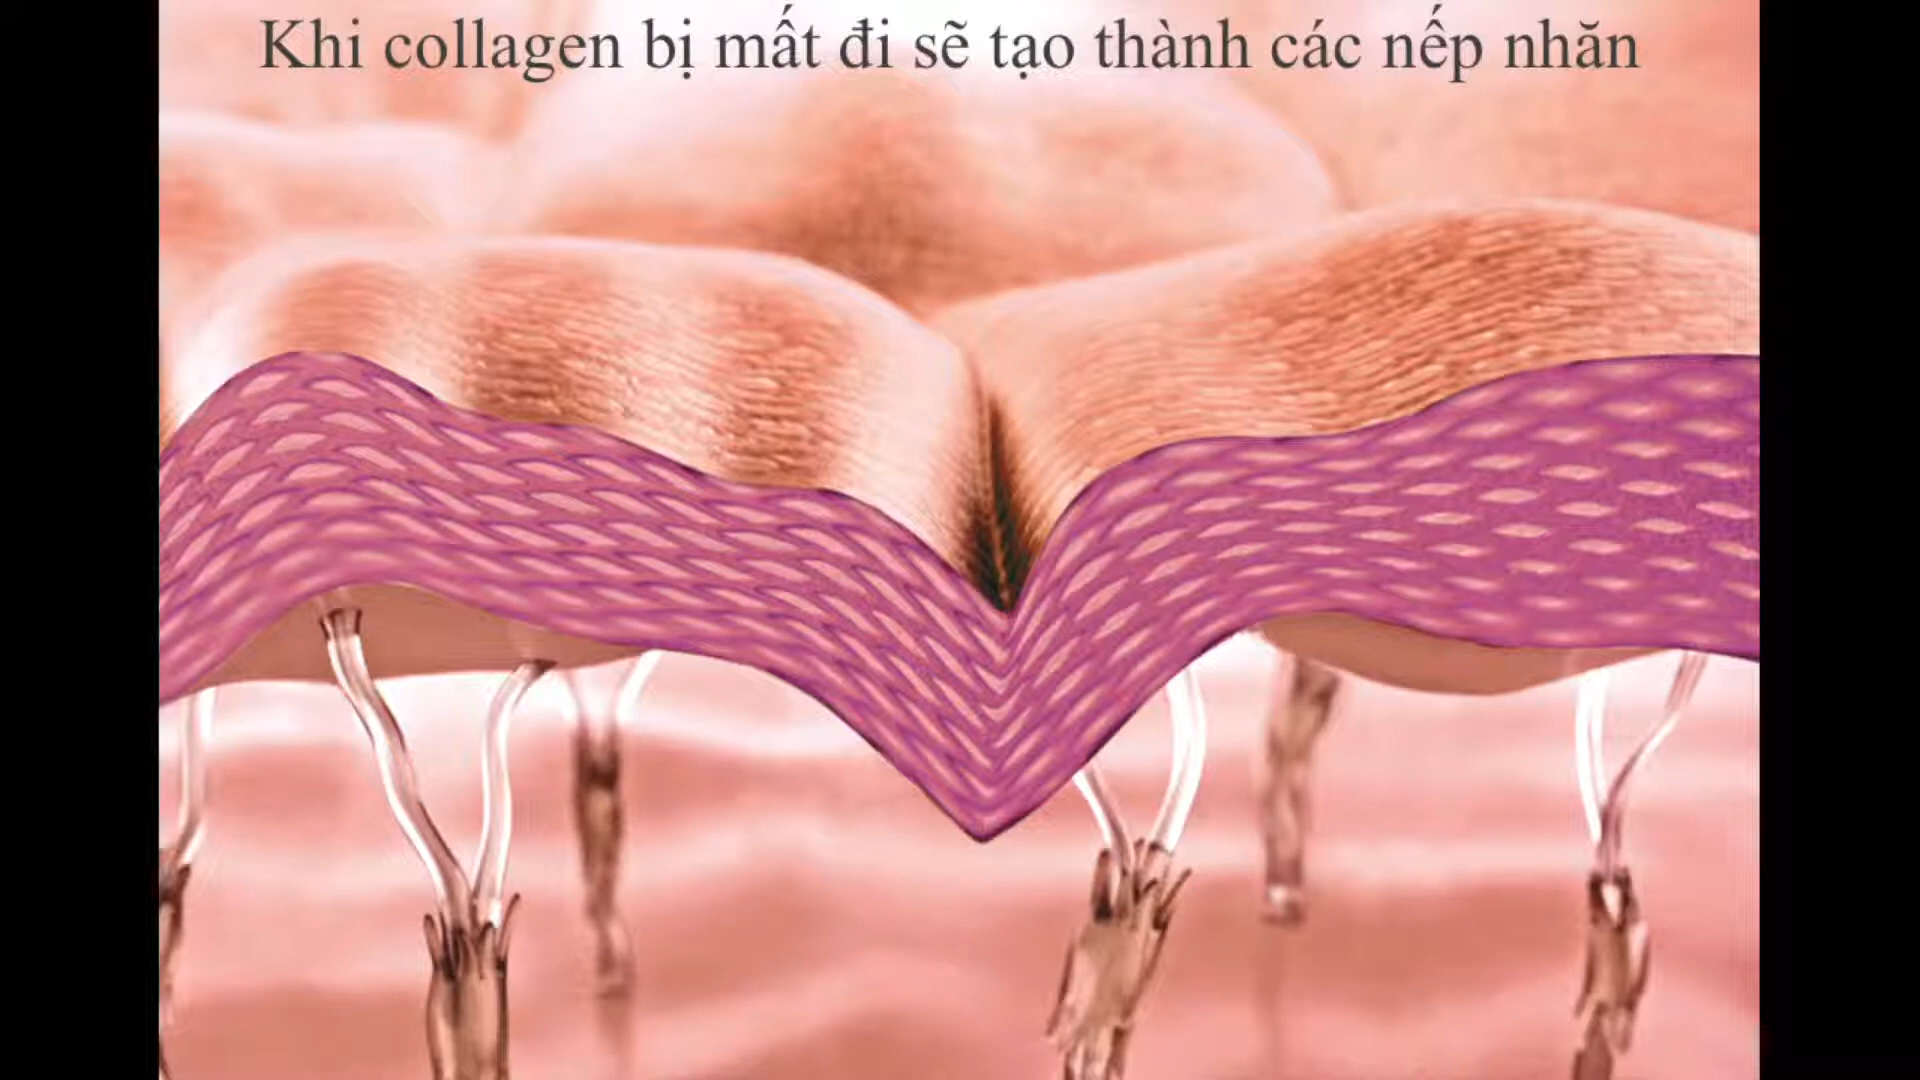 Khi collagen bị mất đi sẽ tạo thành các nếp nhăn